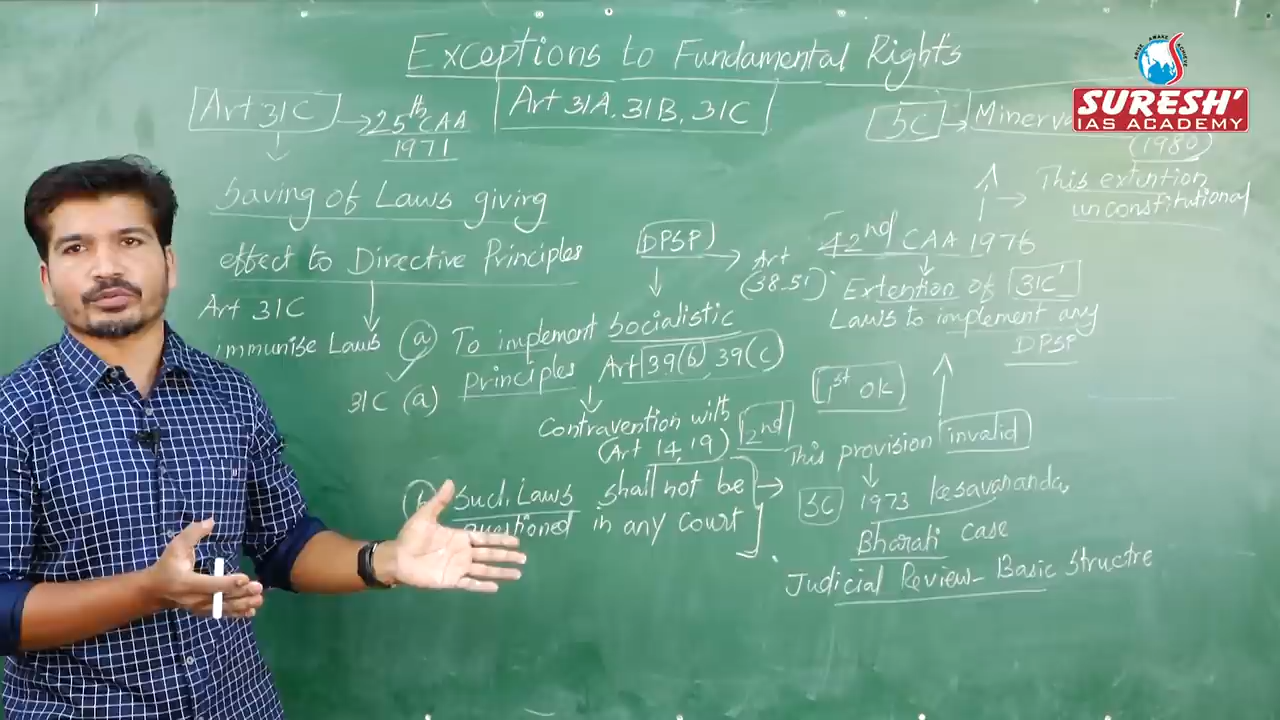 Exceptions to Fundamental Rights
Art 31A, 31B, 31C
Art 31C
25th CAA
1971
Saving of Laws giving
effect to Directive Principles
Art 31C
immunise Laws
31C (a)
(a) To implement Socialistic
Principles Art 39(b), 39(c)
Contravention with
(Art 14, 19)
2nd
Such Laws shall not be
questioned in any court
DPSP
Art
(38-51)
SC
(1980)
This extention
unconstitutional
42nd CAA 1976
Extention of 31C'
Laws to implement any
DPSP
1st ok
This provision invalid
SC 1973 Kesavananda
Bharati Case
Judicial Review - Basic Structre
ARISE AWAKE ACHIEVE
SURESH'
IAS ACADEMY